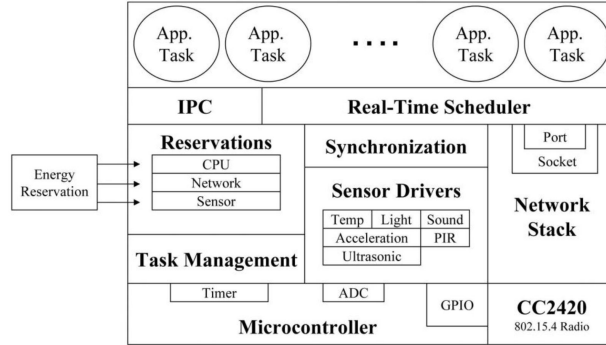 App.
Task
App.
Task
....
App.
Task
App.
Task
IPC
Real-Time Scheduler
Reservations
CPU
Network
Sensor
Energy
Reservation
Synchronization
Port
Socket
Sensor Drivers
Temp Light Sound
Acceleration PIR
Ultrasonic
Network
Stack
Task Management
Timer
ADC
GPIO
Microcontroller
CC2420
802.15.4 Radio